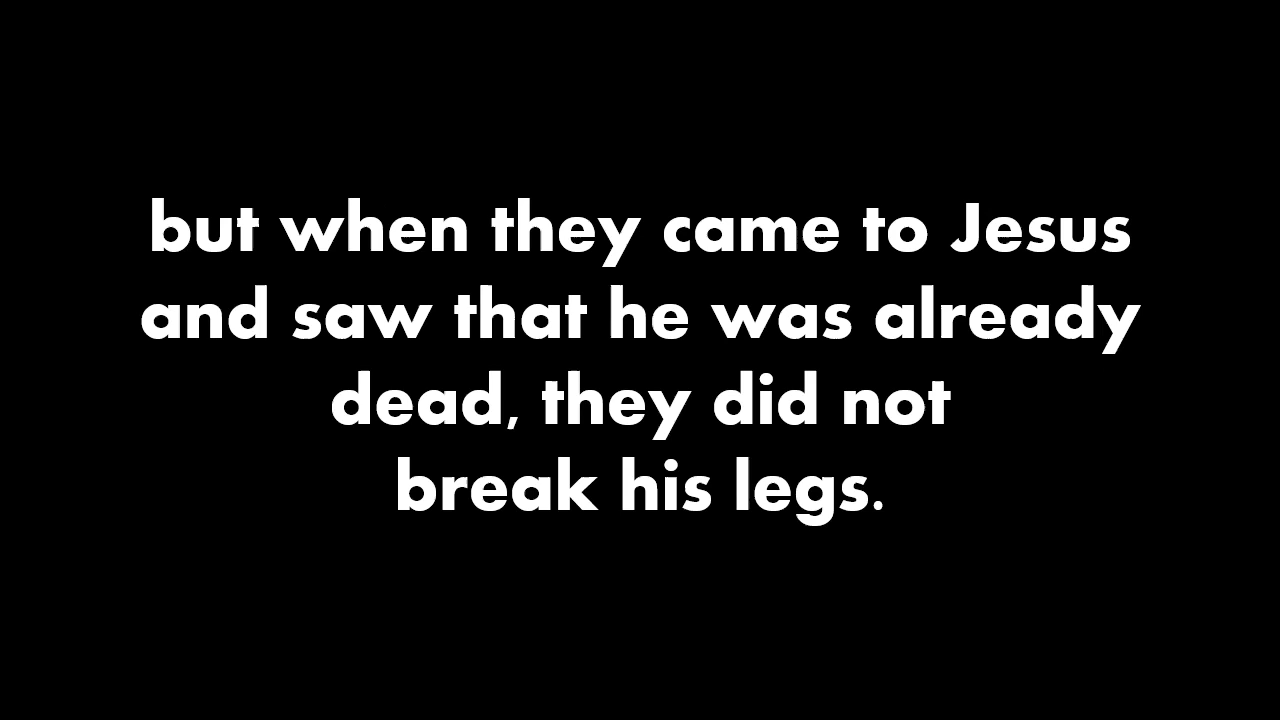 but when they came to Jesus
and saw that he was already
dead, they did not
break his legs.